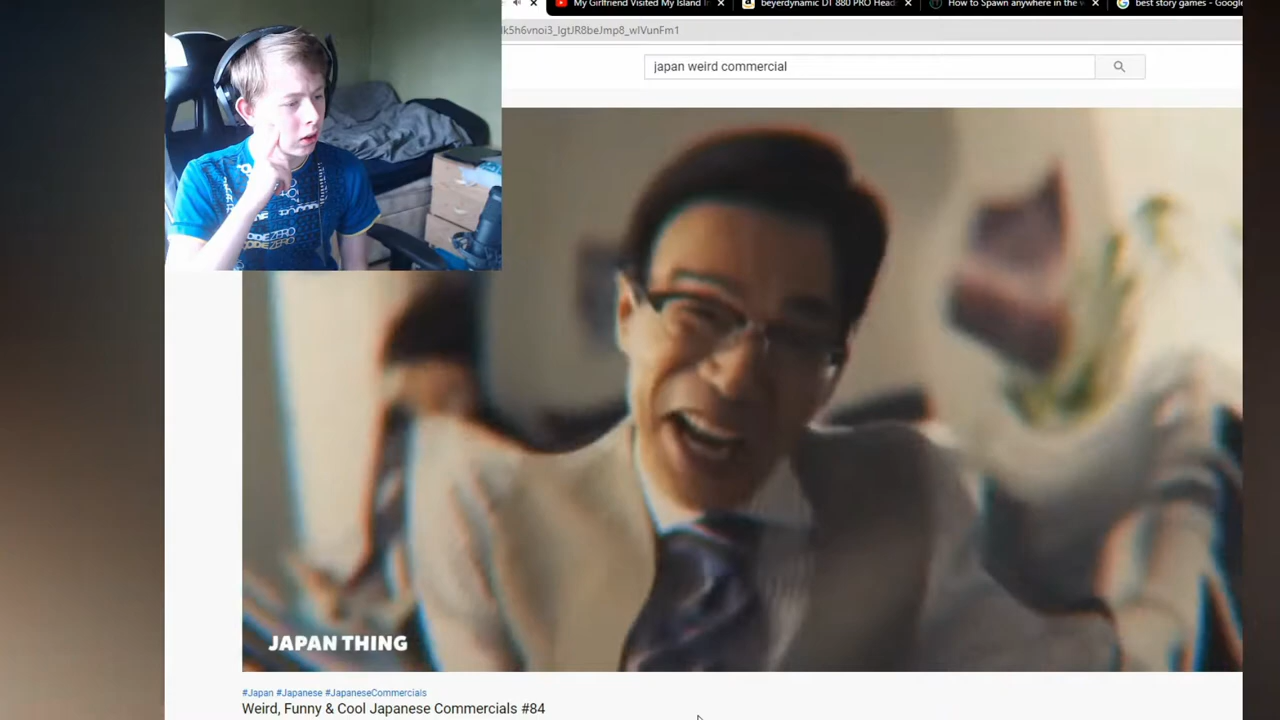 My Girlfriend Visited My Island I
beyerdynamic DT 880 PRO Head
How to Spawn anywhere in the
best story games - Google
japan weird commercial
JAPAN THING
#Japan #Japanese #JapaneseCommercials
Weird, Funny & Cool Japanese Commercials #84